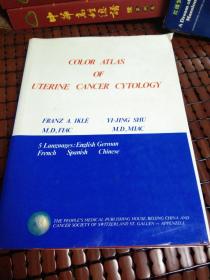 COLOR ATLAS
OF
UTERINE CANCER CYTOLOGY
FRANZ A. IKLÉ
M.D., FIAC
YI-JING SHU
M.D., MIAC
5 Languages: English German
French Spanish Chinese
THE PEOPLE'S MEDICAL PUBLISHING HOUSE, BEIJING CHINA AND
CANCER SOCIETY OF SWITZERLAND ST. GALLEN — APPENZELL